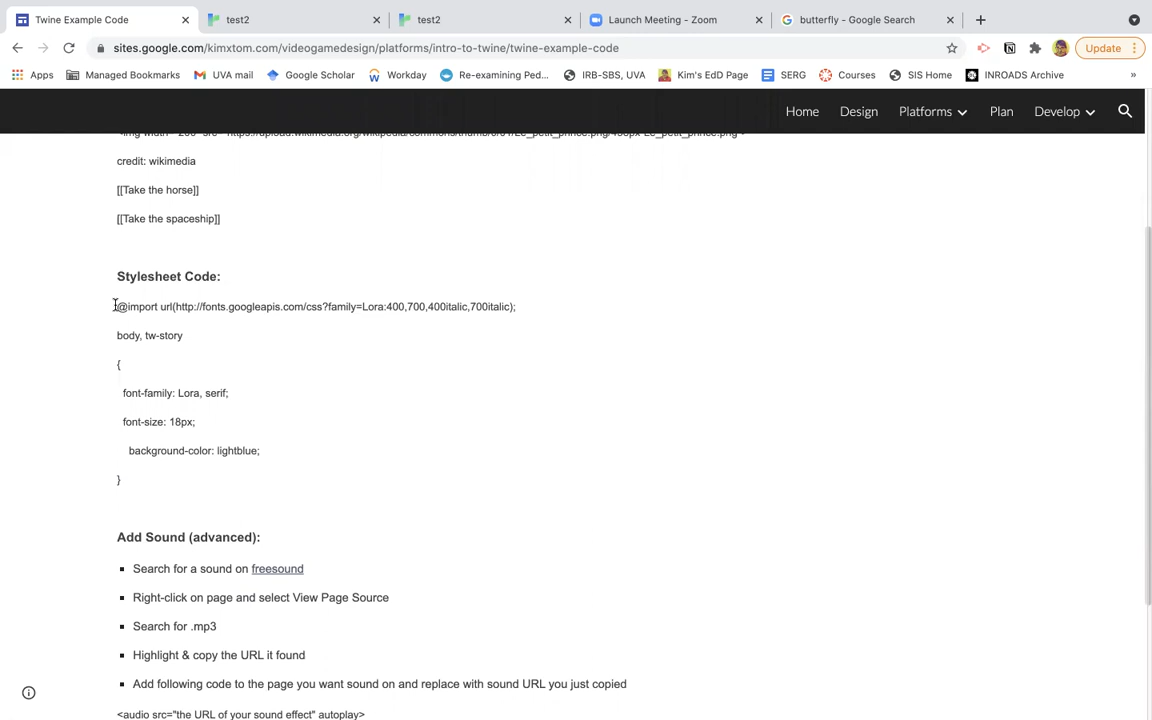 Twine Example Code
test2
test2
Launch Meeting - Zoom
butterfly - Google Search
sites.google.com/kimxtom.com/videogamedesign/platforms/intro-to-twine/twine-example-code
Update
Apps
Managed Bookmarks
UVA mail
Google Scholar
Workday
Re-examining Ped...
IRB-SBS, UVA
Kim's EdD Page
SERG
Courses
SIS Home
INROADS Archive
»
Home
Design
Platforms
Plan
Develop
credit: wikimedia
[[Take the horse]]
[[Take the spaceship]]
Stylesheet Code:
@import url(http://fonts.googleapis.com/css?family=Lora:400,700,400italic,700italic);
body, tw-story
{
font-family: Lora, serif;
font-size: 18px;
background-color: lightblue;
}
Add Sound (advanced):
Search for a sound on freesound
Right-click on page and select View Page Source
Search for .mp3
Highlight & copy the URL it found
Add following code to the page you want sound on and replace with sound URL you just copied
<audio src="the URL of your sound effect" autoplay>